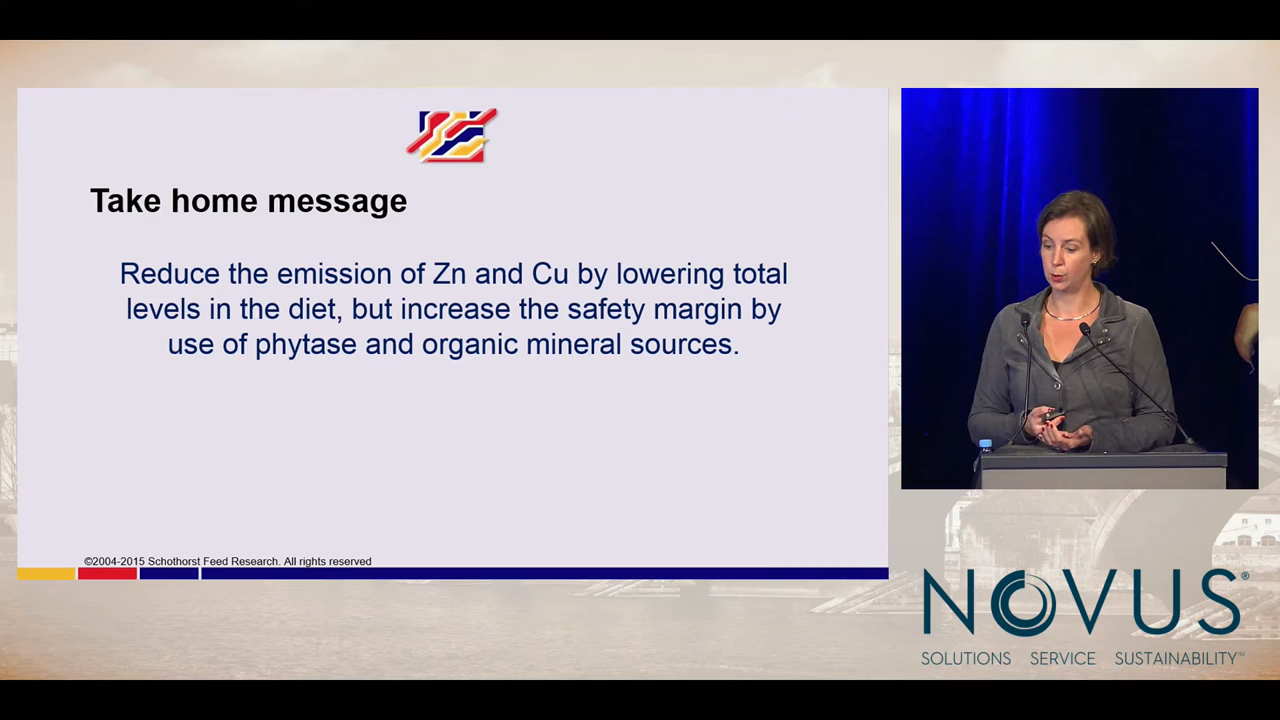 Take home message
Reduce the emission of Zn and Cu by lowering total
levels in the diet, but increase the safety margin by
use of phytase and organic mineral sources.
©2004-2015 Schothorst Feed Research. All rights reserved
NOVUS®
SOLUTIONS SERVICE SUSTAINABILITY™